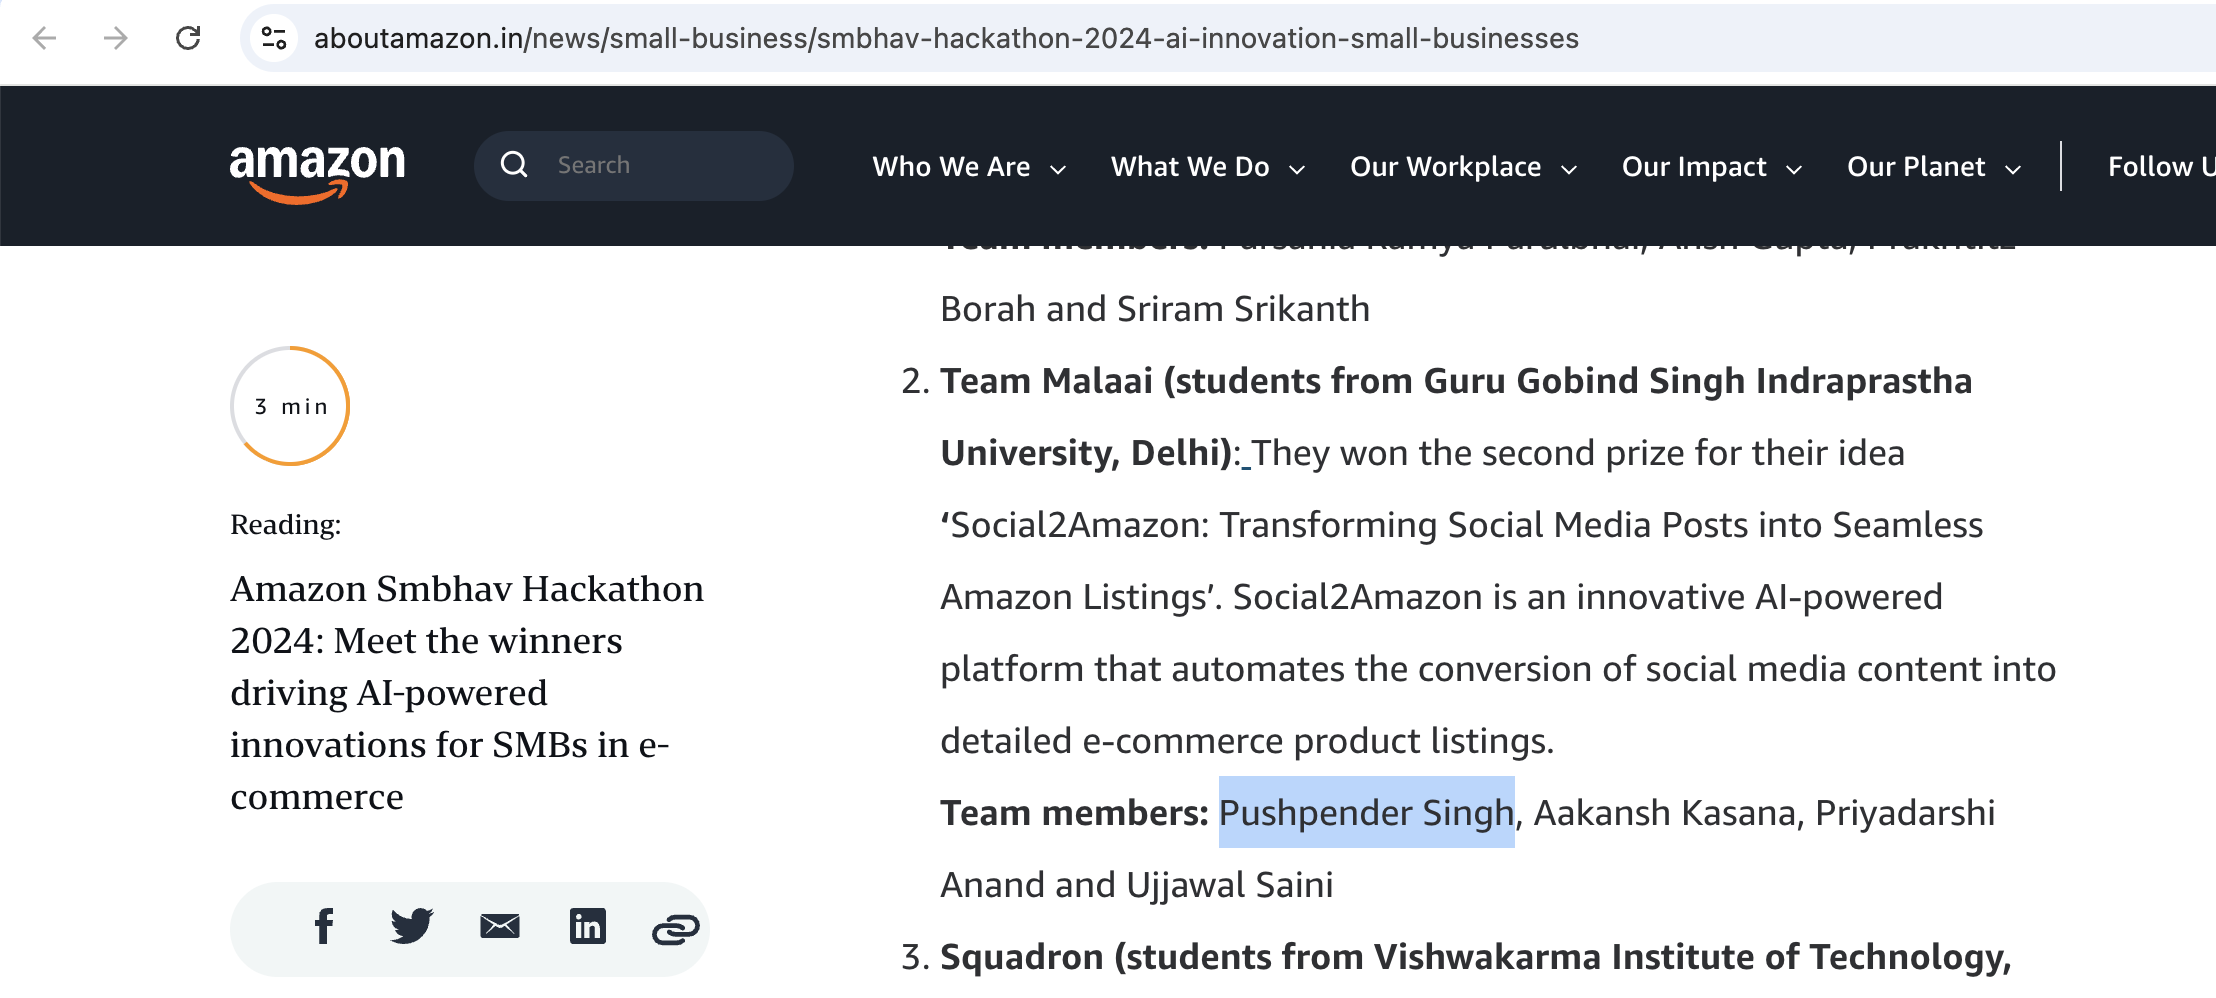 aboutamazon.in/news/small-business/smbhav-hackathon-2024-ai-innovation-small-businesses
amazon
Search
Who We Are
What We Do
Our Workplace
Our Impact
Our Planet
Follow U
Borah and Sriram Srikanth
2. Team Malaai (students from Guru Gobind Singh Indraprastha
University, Delhi): They won the second prize for their idea
‘Social2Amazon: Transforming Social Media Posts into Seamless
Amazon Listings’. Social2Amazon is an innovative AI-powered
platform that automates the conversion of social media content into
detailed e-commerce product listings.
Team members: Pushpender Singh, Aakansh Kasana, Priyadarshi
Anand and Ujjawal Saini
3. Squadron (students from Vishwakarma Institute of Technology,
3 min
Reading:
Amazon Smbhav Hackathon
2024: Meet the winners
driving AI-powered
innovations for SMBs in e-
commerce
f
in